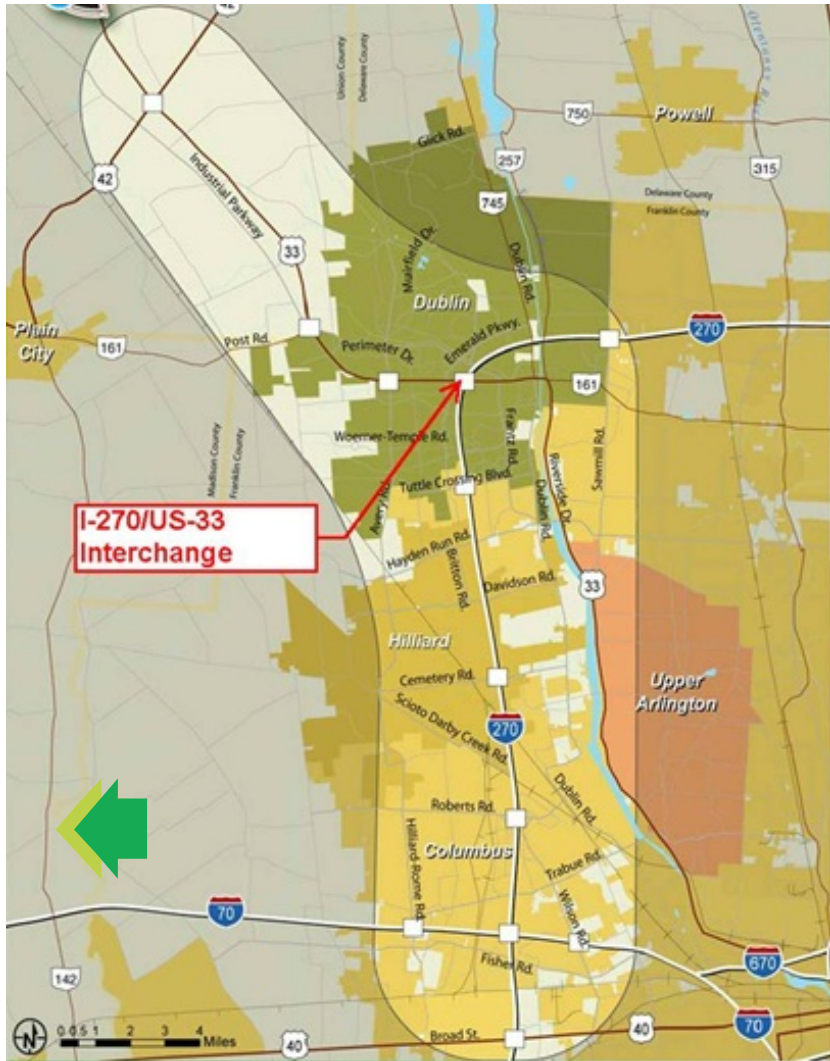 42
Union County
Delaware County
Olentangy River
Powell
Glick Rd.
750
257
315
42
Industrial Parkway
745
Delaware County
Franklin County
33
Muirfield Dr.
Dublin Rd.
Dublin
Plain
City
161
Post Rd.
Perimeter Dr.
Emerald Pkwy.
270
161
Madison County
Franklin County
Woerner-Temple Rd.
Frantz Rd.
Sawmill Rd.
Avery Rd.
Tuttle Crossing Blvd.
Riverside Dr.
Dublin Rd.
I-270/US-33
Interchange
Hayden Run Rd.
Britton Rd.
Davidson Rd.
33
Hilliard
Cemetery Rd.
Upper
Arlington
Scioto Darby Creek Rd.
270
Dublin Rd.
Roberts Rd.
Hilliard-Rome Rd.
Columbus
Trabue Rd.
70
Wilson Rd.
Fisher Rd.
142
670
N
0 0.5 1 2 3 4
Miles
40
Broad St.
40
70